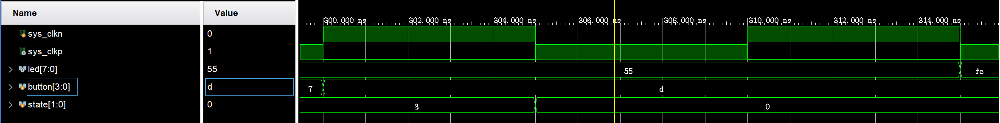 Name Value
300.000 ns 302.000 ns 304.000 ns 306.000 ns 308.000 ns 310.000 ns 312.000 ns 314.000 ns
sys_clkn 0
sys_clkp 1
led[7:0] 55 55 fc
button[3:0] d 7 d
state[1:0] 0 3 0